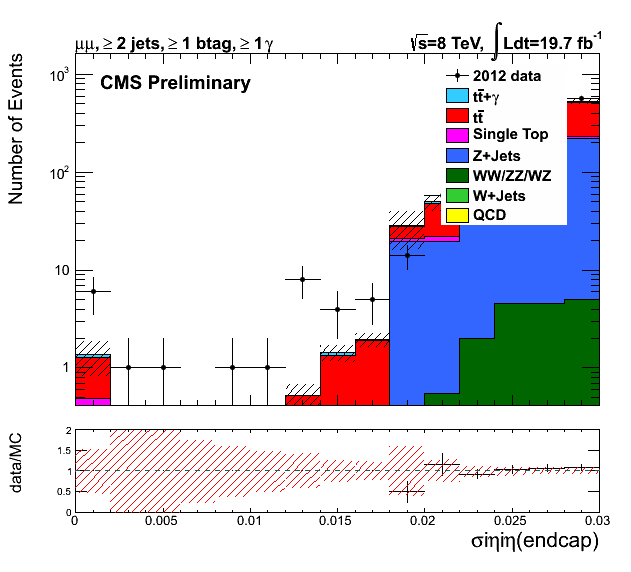 μμ, ≥ 2 jets, ≥ 1 btag, ≥ 1 γ
√s=8 TeV, ∫Ldt=19.7 fb⁻¹
CMS Preliminary
Number of Events
10³
10²
10
1
2012 data
tt̄+γ
tt̄
Single Top
Z+Jets
WW/ZZ/WZ
W+Jets
QCD
data/MC
2
1.5
1
0.5
0
0 0.005 0.01 0.015 0.02 0.025 0.03
σiηiη(endcap)